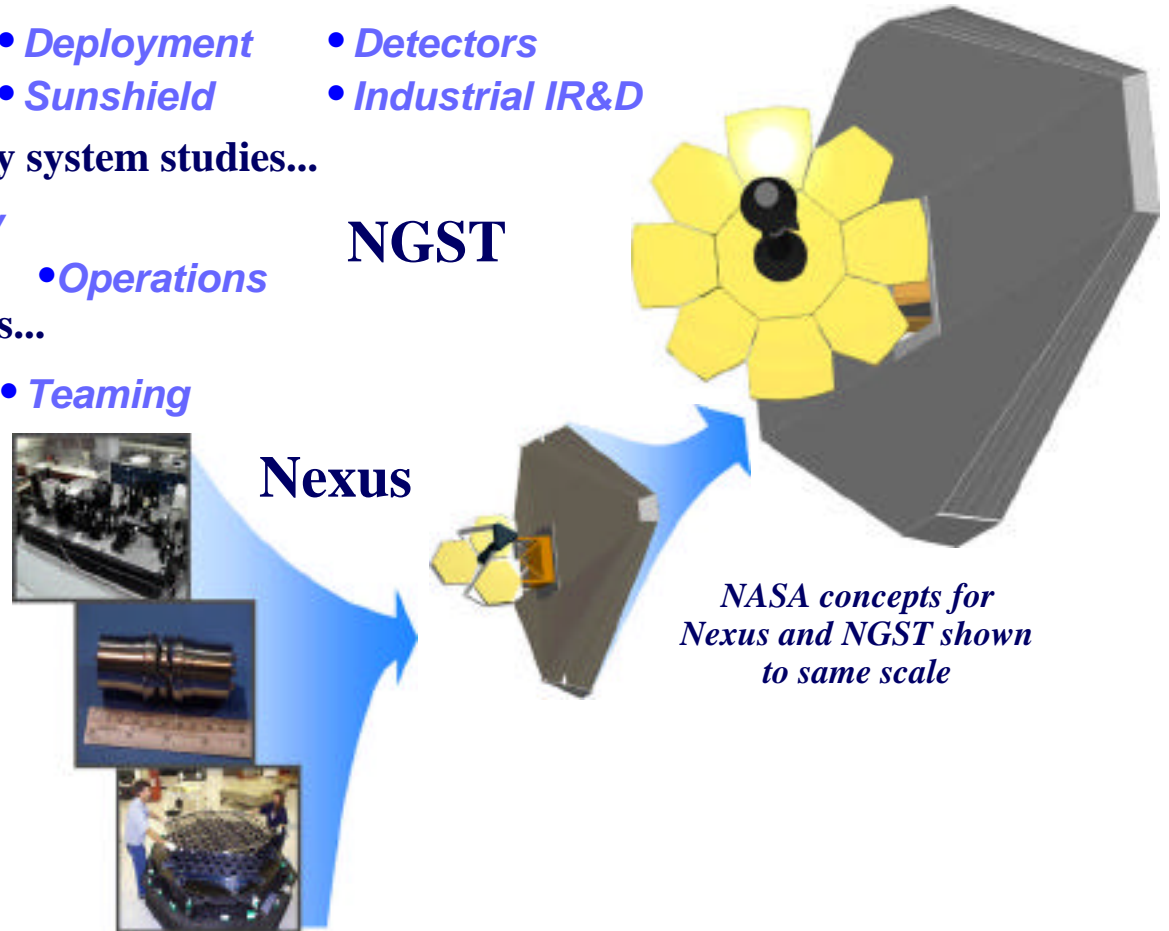 • Deployment • Detectors
• Sunshield • Industrial IR&D
y system studies...
NGST
•Operations
s...
• Teaming
Nexus
NASA concepts for
Nexus and NGST shown
to same scale